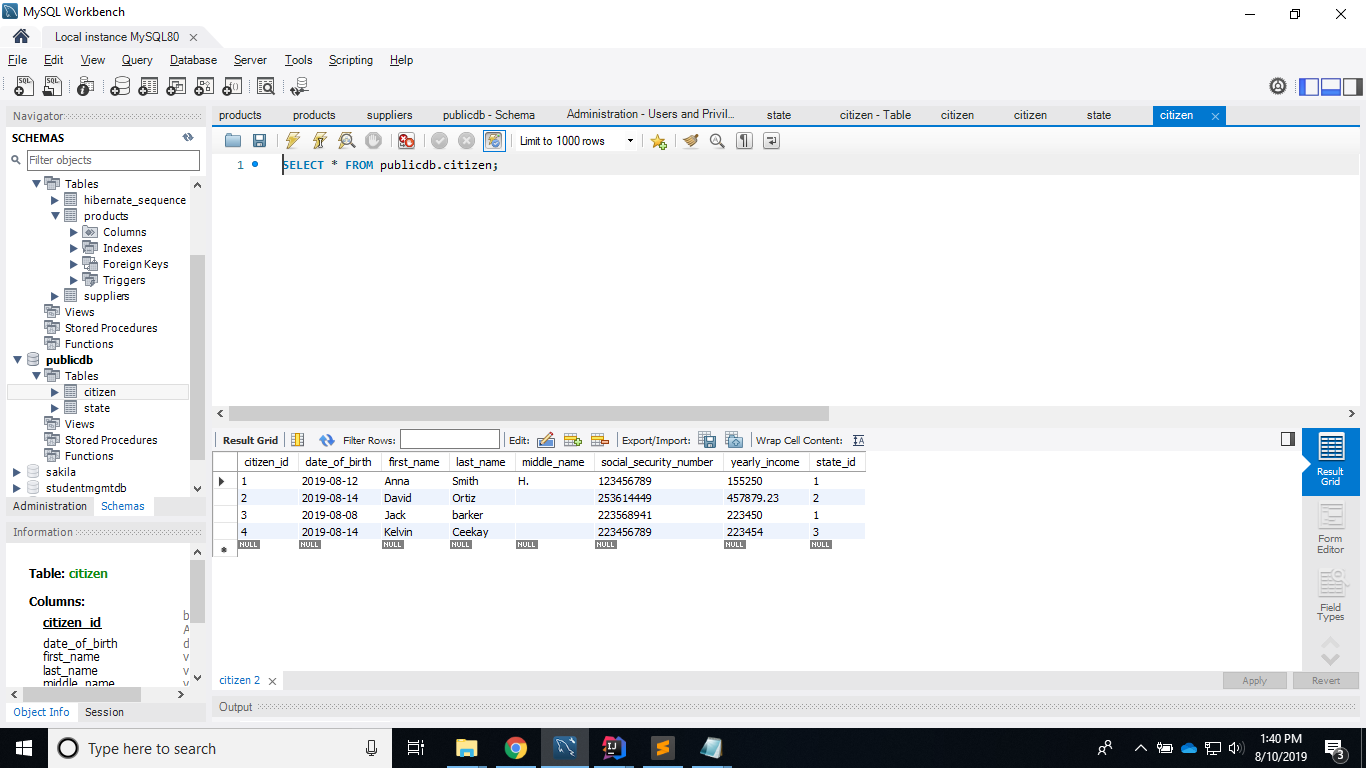 MySQL Workbench
Local instance MySQL80
File Edit View Query Database Server Tools Scripting Help
Navigator
SCHEMAS
Filter objects
Tables
hibernate_sequence
products
Columns
Indexes
Foreign Keys
Triggers
suppliers
Views
Stored Procedures
Functions
publicdb
Tables
citizen
state
Views
Stored Procedures
Functions
sakila
studentmgmtdb
Administration Schemas
Information
Table: citizen
Columns:
citizen_id
date_of_birth d
first_name v
last_name v
middle_name v
Object Info Session
products products suppliers publicdb - Schema Administration - Users and Privil... state citizen - Table citizen citizen state citizen
Limit to 1000 rows
1 SELECT * FROM publicdb.citizen;
Result Grid Filter Rows: Edit: Export/Import: Wrap Cell Content:
citizen_id date_of_birth first_name last_name middle_name social_security_number yearly_income state_id
1 2019-08-12 Anna Smith H. 123456789 155250 1
2 2019-08-14 David Ortiz 253614449 457879.23 2
3 2019-08-08 Jack barker 223568941 223450 1
4 2019-08-14 Kelvin Ceekay 223456789 223454 3
NULL NULL NULL NULL NULL NULL NULL NULL
Result
Grid
Form
Editor
Field
Types
citizen 2
Apply Revert
Output
Type here to search
1:40 PM
8/10/2019
3